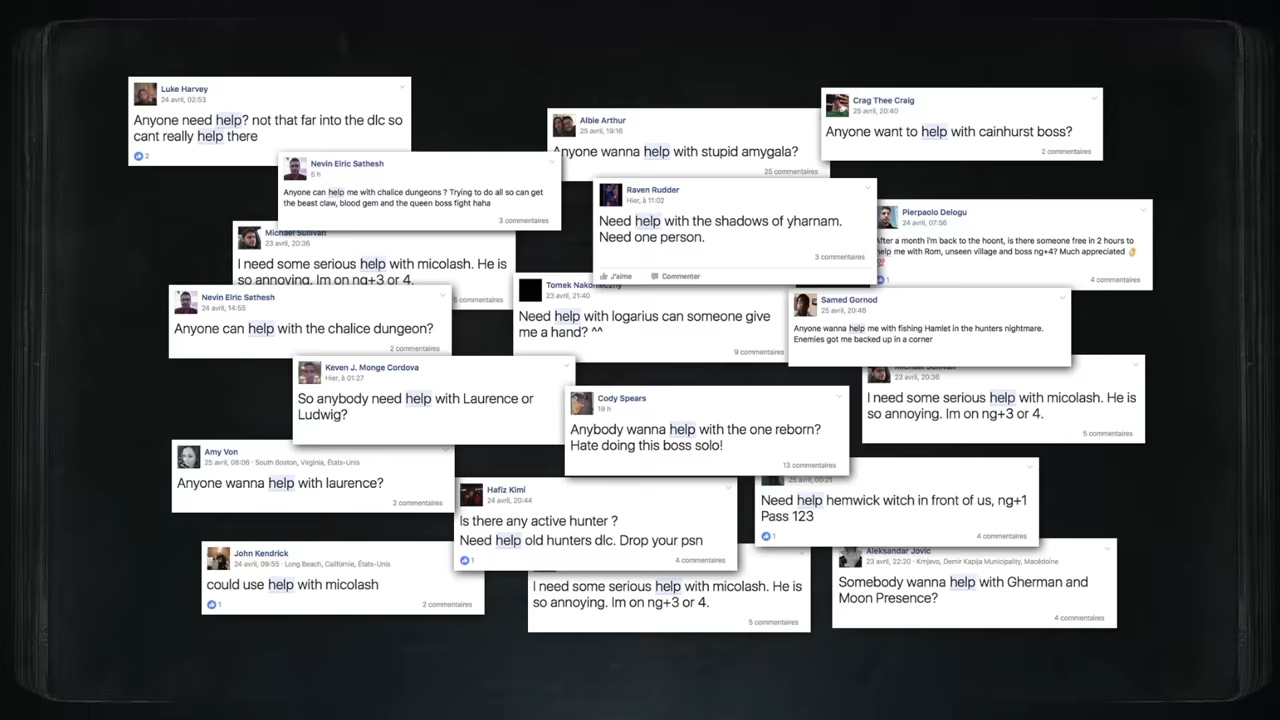 Luke Harvey
24 avril, 02:53
Anyone need help? not that far into the dlc so
cant really help there
2
Albie Arthur
25 avril, 19:16
Anyone wanna help with stupid amygala?
25 commentaires
Crag Thee Craig
25 avril, 20:40
Anyone want to help with cainhurst boss?
2 commentaires
Nevin Elric Sathesh
5 h
Anyone can help me with chalice dungeons ? Trying to do all so can get
the beast claw, blood gem and the queen boss fight haha
3 commentaires
Raven Rudder
Hier, à 11:02
Need help with the shadows of yharnam.
Need one person.
3 commentaires
J'aime
Commenter
Pierpaolo Delogu
24 avril, 07:56
After a month i'm back to the hoont, is there someone free in 2 hours to
help me with Rom, unseen village and boss ng+4? Much appreciated 👌
💯
1
4 commentaires
Michael Sullivan
23 avril, 20:36
I need some serious help with micolash. He is
so annoying. Im on ng+3 or 4.
5 commentaires
Nevin Elric Sathesh
24 avril, 14:55
Anyone can help with the chalice dungeon?
2 commentaires
Tomek Nakonieczny
23 avril, 21:40
Need help with logarius can someone give
me a hand? ^^
9 commentaires
Samed Gornod
25 avril, 20:46
Anyone wanna help me with fishing Hamlet in the hunters nightmare.
Enemies got me backed up in a corner
Keven J. Monge Cordova
Hier, à 01:27
So anybody need help with Laurence or
Ludwig?
Cody Spears
19 h
Anybody wanna help with the one reborn?
Hate doing this boss solo!
13 commentaires
Michael Sullivan
23 avril, 20:36
I need some serious help with micolash. He is
so annoying. Im on ng+3 or 4.
5 commentaires
Amy Von
25 avril, 08:06 · South Boston, Virginia, États-Unis
Anyone wanna help with laurence?
2 commentaires
Hafiz Kimi
24 avril, 20:44
Is there any active hunter ?
Need help old hunters dlc. Drop your psn
1
4 commentaires
25 avril, 00:21
Need help hemwick witch in front of us, ng+1
Pass 123
1
4 commentaires
John Kendrick
24 avril, 09:55 · Long Beach, Californie, États-Unis
could use help with micolash
1
2 commentaires
I need some serious help with micolash. He is
so annoying. Im on ng+3 or 4.
5 commentaires
Aleksandar Jovic
23 avril, 22:20 · Krnjevo, Demir Kapija Municipality, Macédoine
Somebody wanna help with Gherman and
Moon Presence?
4 commentaires